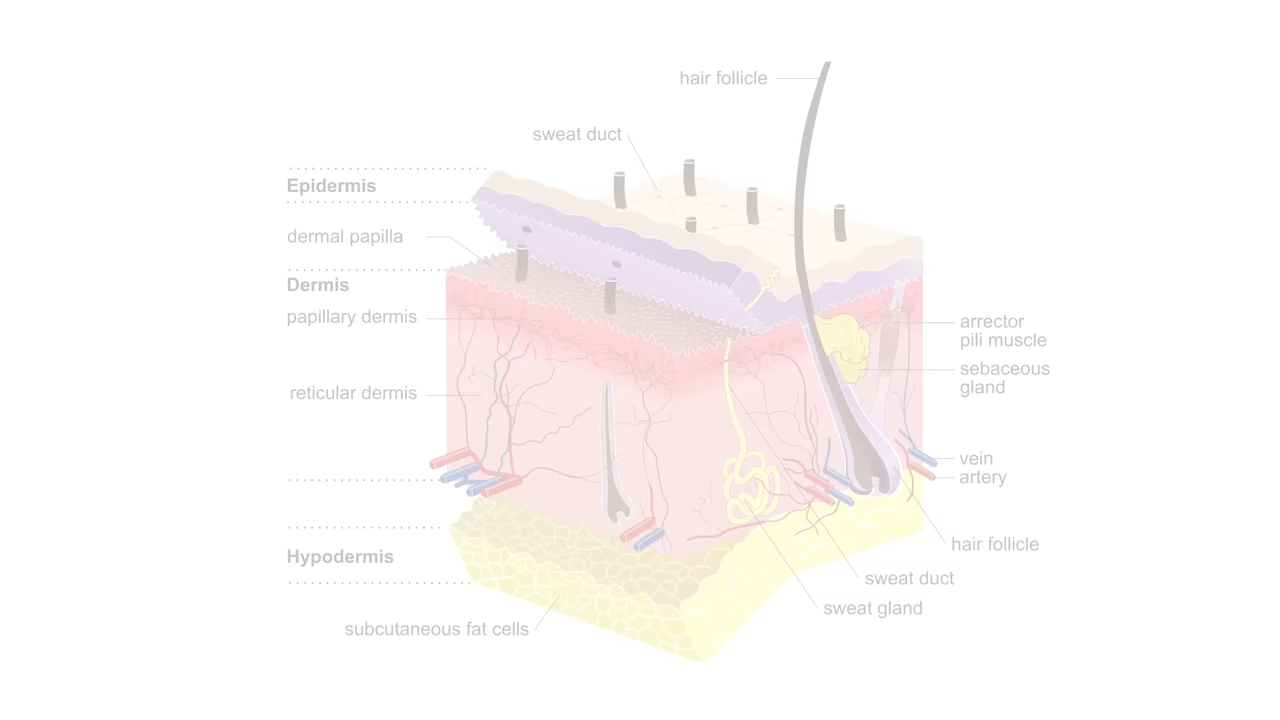 hair follicle
sweat duct
Epidermis
dermal papilla
Dermis
papillary dermis
reticular dermis
Hypodermis
subcutaneous fat cells
arrector
pili muscle
sebaceous
gland
vein
artery
hair follicle
sweat duct
sweat gland